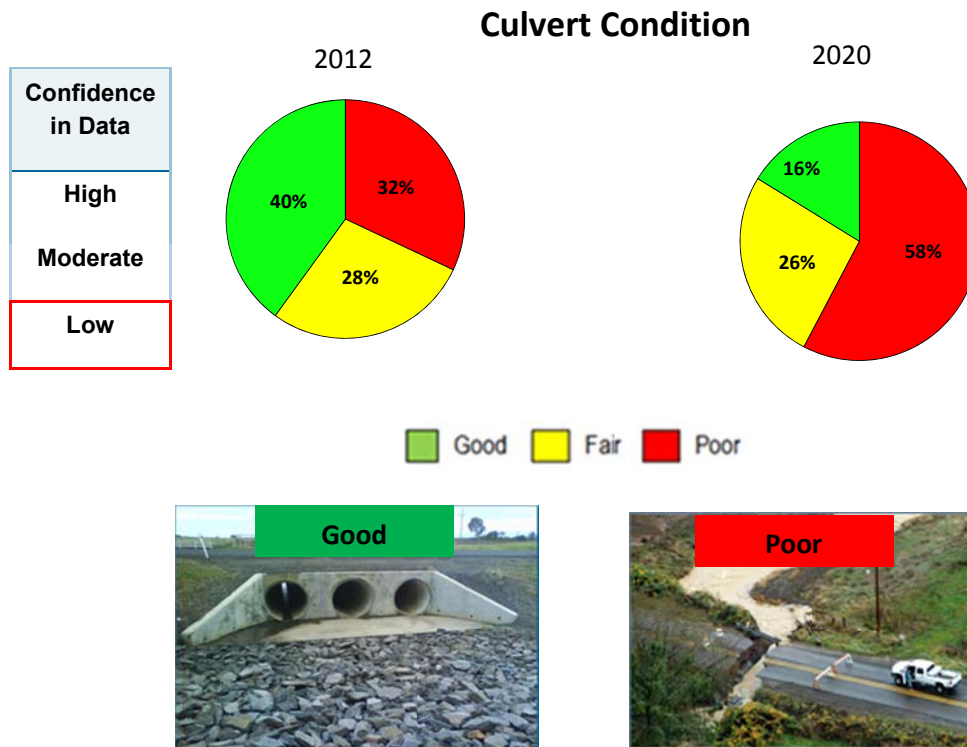 Culvert Condition
2012
2020
Confidence
in Data
High
Moderate
Low
40%
32%
28%
16%
26%
58%
Good
Fair
Poor
Good
Poor